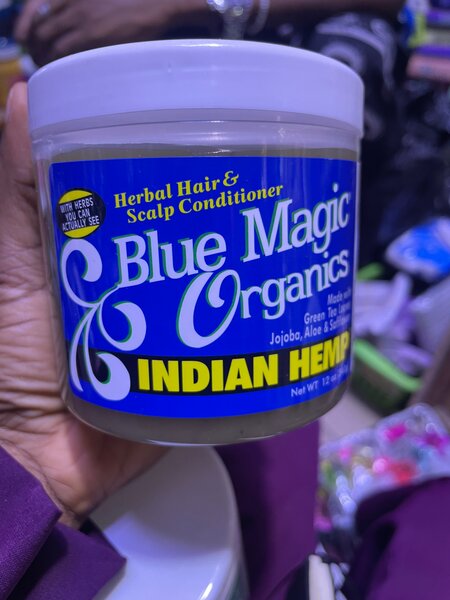 WITH HERBS
YOU CAN
ACTUALLY SEE
Herbal Hair &
Scalp Conditioner
Blue Magic
Organics
Made with
Green Tea Leaves
Jojoba, Aloe & Safflower
INDIAN HEMP
Net WT 12 oz